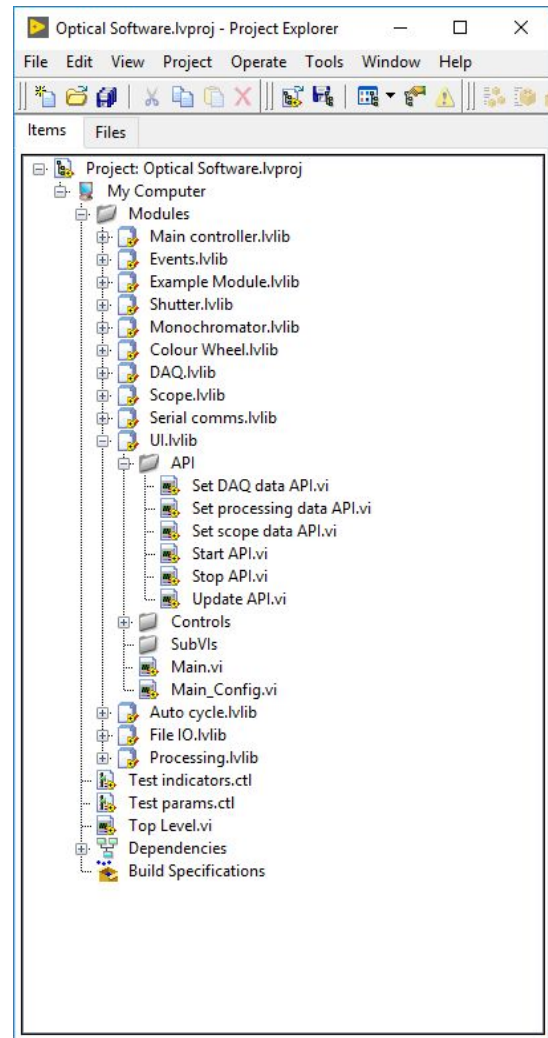 Optical Software.lvproj - Project Explorer
File Edit View Project Operate Tools Window Help
Items Files
Project: Optical Software.lvproj
My Computer
Modules
Main controller.lvlib
Events.lvlib
Example Module.lvlib
Shutter.lvlib
Monochromator.lvlib
Colour Wheel.lvlib
DAQ.lvlib
Scope.lvlib
Serial comms.lvlib
UI.lvlib
API
Set DAQ data API.vi
Set processing data API.vi
Set scope data API.vi
Start API.vi
Stop API.vi
Update API.vi
Controls
SubVIs
Main.vi
Main_Config.vi
Auto cycle.lvlib
File IO.lvlib
Processing.lvlib
Test indicators.ctl
Test params.ctl
Top Level.vi
Dependencies
Build Specifications